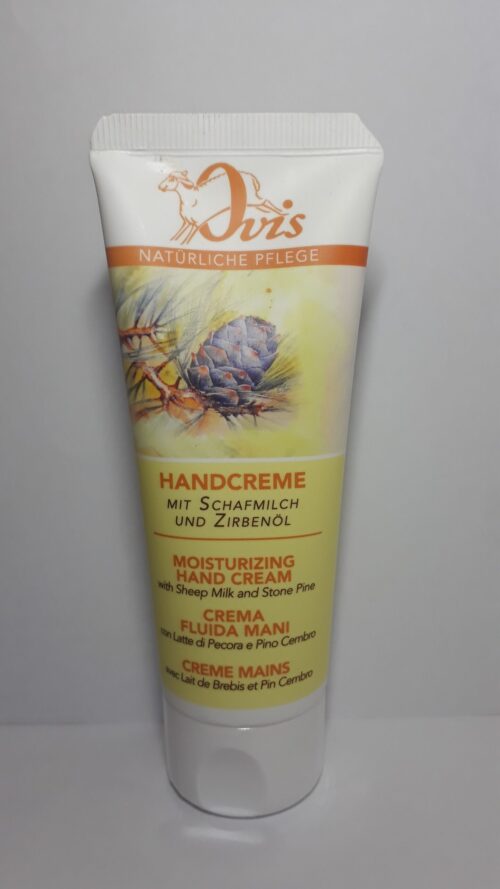 Ovis
NATÜRLICHE PFLEGE
HANDCREME
MIT SCHAFMILCH
UND ZIRBENÖL
MOISTURIZING
HAND CREAM
with Sheep Milk and Stone Pine
CREMA
FLUIDA MANI
con Latte di Pecora e Pino Cembro
CREME MAINS
avec Lait de Brebis et Pin Cembro